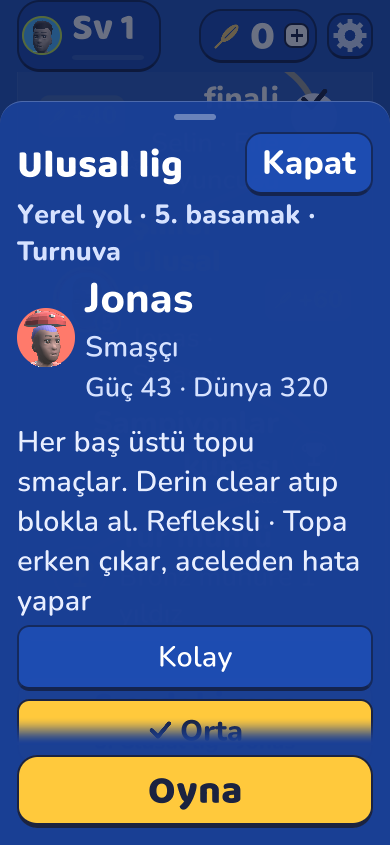 Sv 1
0
finali
Ulusal lig
Kapat
Yerel yol · 5. basamak ·
Turnuva
Jonas
Smaşçı
Güç 43 · Dünya 320
Her baş üstü topu
smaçlar. Derin clear atıp
blokla al. Refleksli · Topa
erken çıkar, aceleden hata
yapar
Kolay
✓ Orta
Oyna